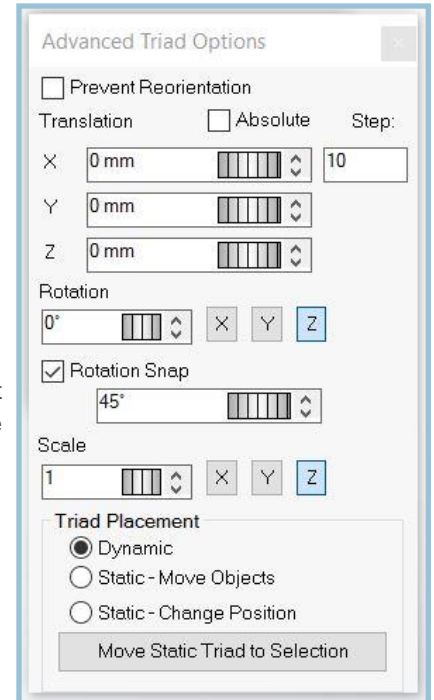 Advanced Triad Options
Prevent Reorientation
Translation Absolute Step:
X 0 mm 10
Y 0 mm
Z 0 mm
Rotation
0° X Y Z
Rotation Snap
45°
Scale
1 X Y Z
Triad Placement
Dynamic
Static - Move Objects
Static - Change Position
Move Static Triad to Selection